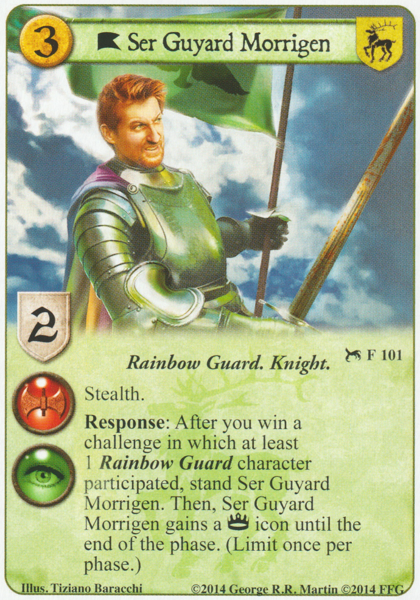 3
Ser Guyard Morrigen
2
Rainbow Guard. Knight.
F 101
Stealth.
Response: After you win a
challenge in which at least
1 Rainbow Guard character
participated, stand Ser Guyard
Morrigen. Then, Ser Guyard
Morrigen gains a icon until the
end of the phase. (Limit once per
phase.)
Illus. Tiziano Baracchi
©2014 George R.R. Martin ©2014 FFG